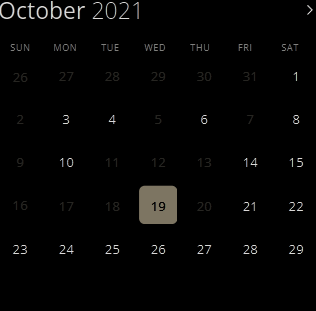 October 2021
SUN MON TUE WED THU FRI SAT
26 27 28 29 30 31 1
2 3 4 5 6 7 8
9 10 11 12 13 14 15
16 17 18 19 20 21 22
23 24 25 26 27 28 29